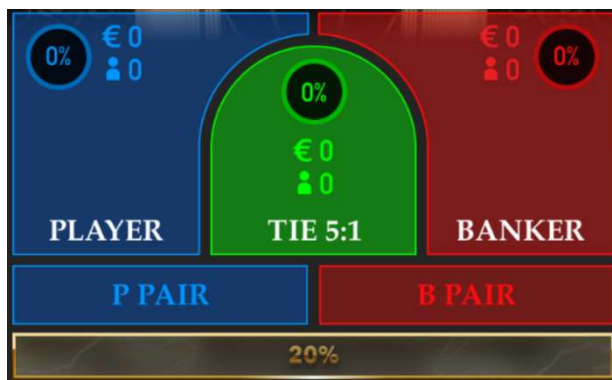 0% € 0 € 0 0%
0 0% 0
€ 0
0
PLAYER TIE 5:1 BANKER
P PAIR B PAIR
20%